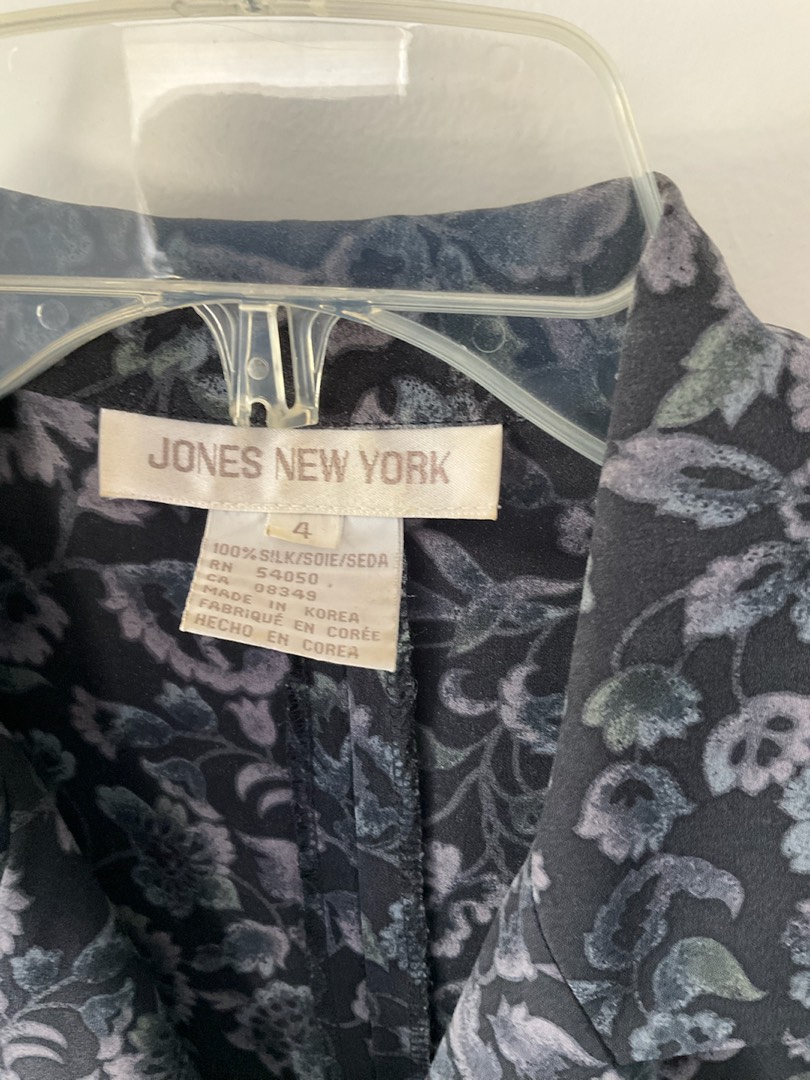 JONES NEW YORK
4
100% SILK/SOIE/SEDA
RN 54050
CA 08349
MADE IN KOREA
FABRIQUÉ EN CORÉE
HECHO EN COREA